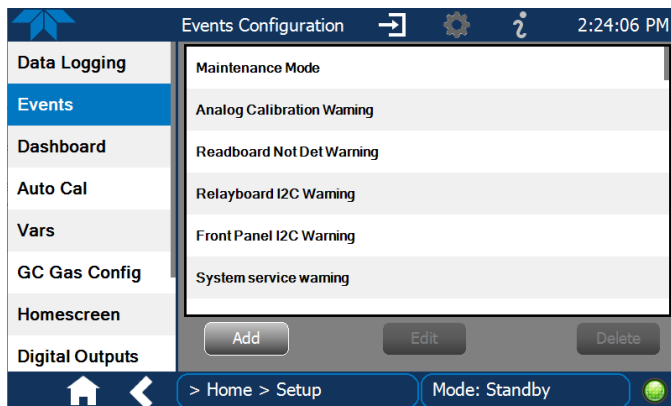 Events Configuration
2:24:06 PM
Data Logging
Events
Dashboard
Auto Cal
Vars
GC Gas Config
Homescreen
Digital Outputs
Maintenance Mode
Analog Calibration Warning
Readboard Not Det Warning
Relayboard I2C Warning
Front Panel I2C Warning
System service warning
Add
Edit
Delete
> Home > Setup
Mode: Standby